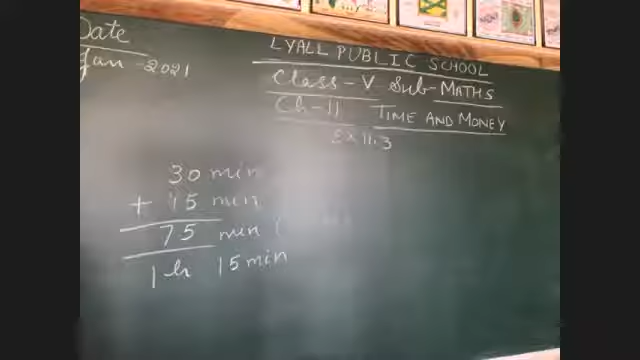 Date
Jan - 2021
LYALL PUBLIC SCHOOL
Class - V Sub - MATHS
Ch - 11 TIME AND MONEY
Ex 11.3
30 min
+ 15 min
75 min
1 h 15 min